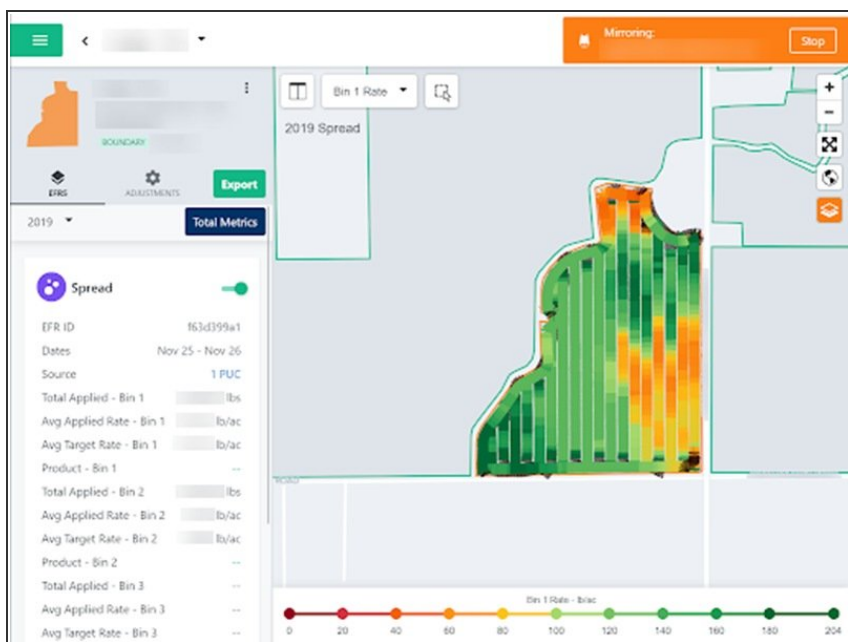 Mirroring:
Stop
BOUNDARY
EFRS
ADJUSTMENTS
Export
2019
Total Metrics
Spread
EFR ID f63d399a1
Dates Nov 25 - Nov 26
Source 1 PUC
Total Applied - Bin 1 lbs
Avg Applied Rate - Bin 1 lb/ac
Avg Target Rate - Bin 1 lb/ac
Product - Bin 1 --
Total Applied - Bin 2 lbs
Avg Applied Rate - Bin 2 lb/ac
Avg Target Rate - Bin 2 lb/ac
Product - Bin 2 --
Total Applied - Bin 3 --
Avg Applied Rate - Bin 3 --
Avg Target Rate - Bin 3 --
Bin 1 Rate
2019 Spread
Bin 1 Rate - lb/ac
0 20 40 60 80 100 120 140 160 180 204